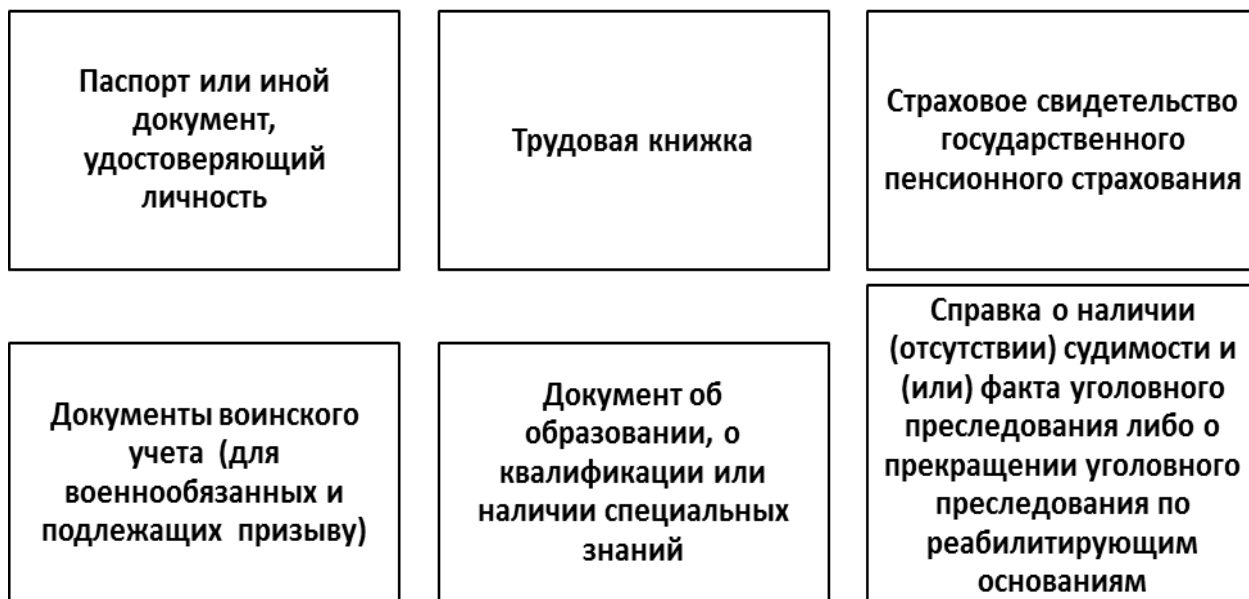 Паспорт или иной
документ,
удостоверяющий
личность
Трудовая книжка
Страховое свидетельство
государственного
пенсионного страхования
Документы воинского
учета (для
военнообязанных и
подлежащих призыву)
Документ об
образовании, о
квалификации или
наличии специальных
знаний
Справка о наличии
(отсутствии) судимости и
(или) факта уголовного
преследования либо о
прекращении уголовного
преследования по
реабилитирующим
основаниям